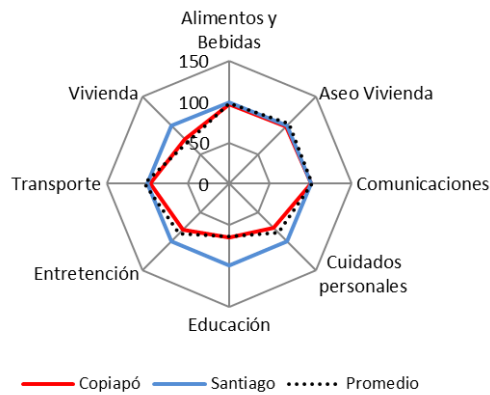 Alimentos y
Bebidas
150
100
50
0
Vivienda
Aseo Vivienda
Transporte
Comunicaciones
Entretención
Cuidados
personales
Educación
Copiapó
Santiago
Promedio